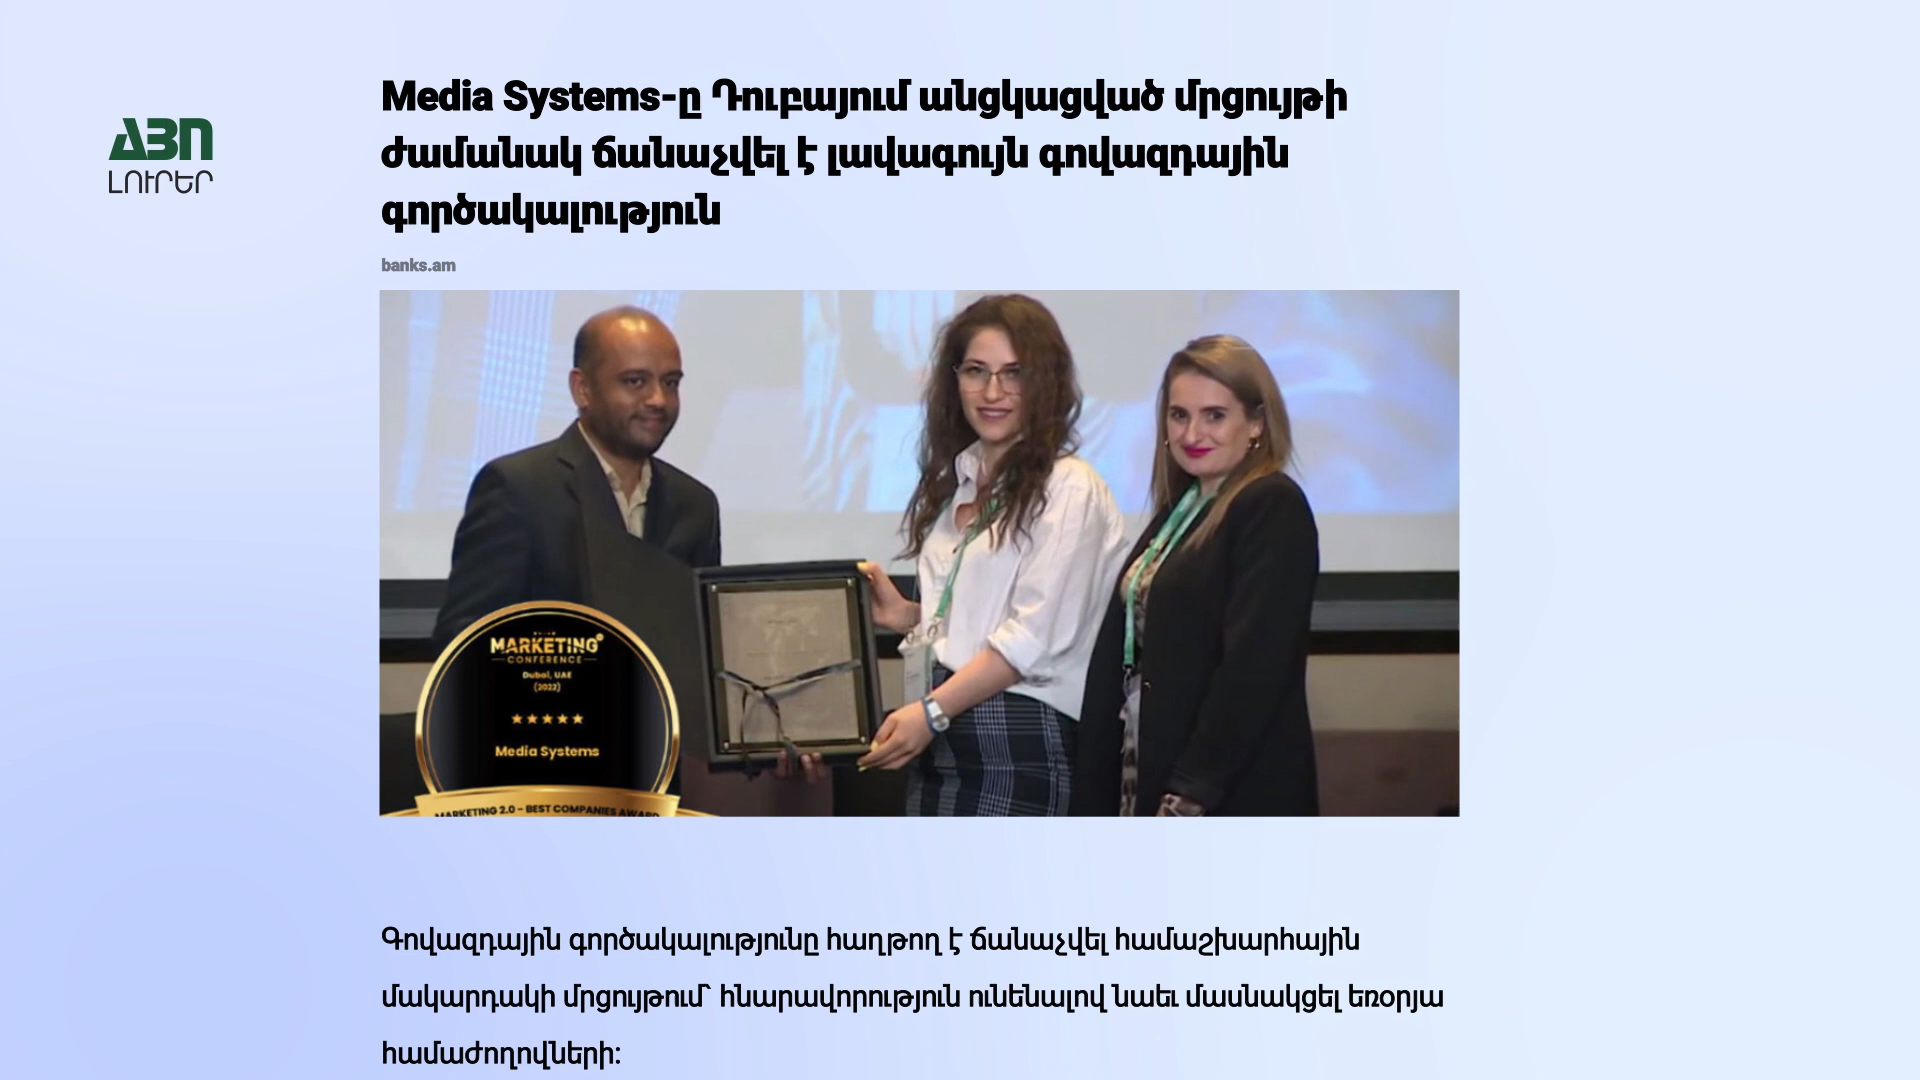 ԱՅՈ
ԼՈՒՐԵՐ
Media Systems-ը Դուբայում անցկացված մրցույթի
ժամանակ ճանաչվել է լավագույն գովազդային
գործակալություն
banks.am
MARKETING
CONFERENCE
Dubai, UAE
(2022)
Media Systems
MARKETING 2.0 - BEST COMPANIES AWARD
Գովազդային գործակալությունը հաղթող է ճանաչվել համաշխարհային
մակարդակի մրցույթում՝ հնարավորություն ունենալով նաեւ մասնակցել եռօրյա
համաժողովների։